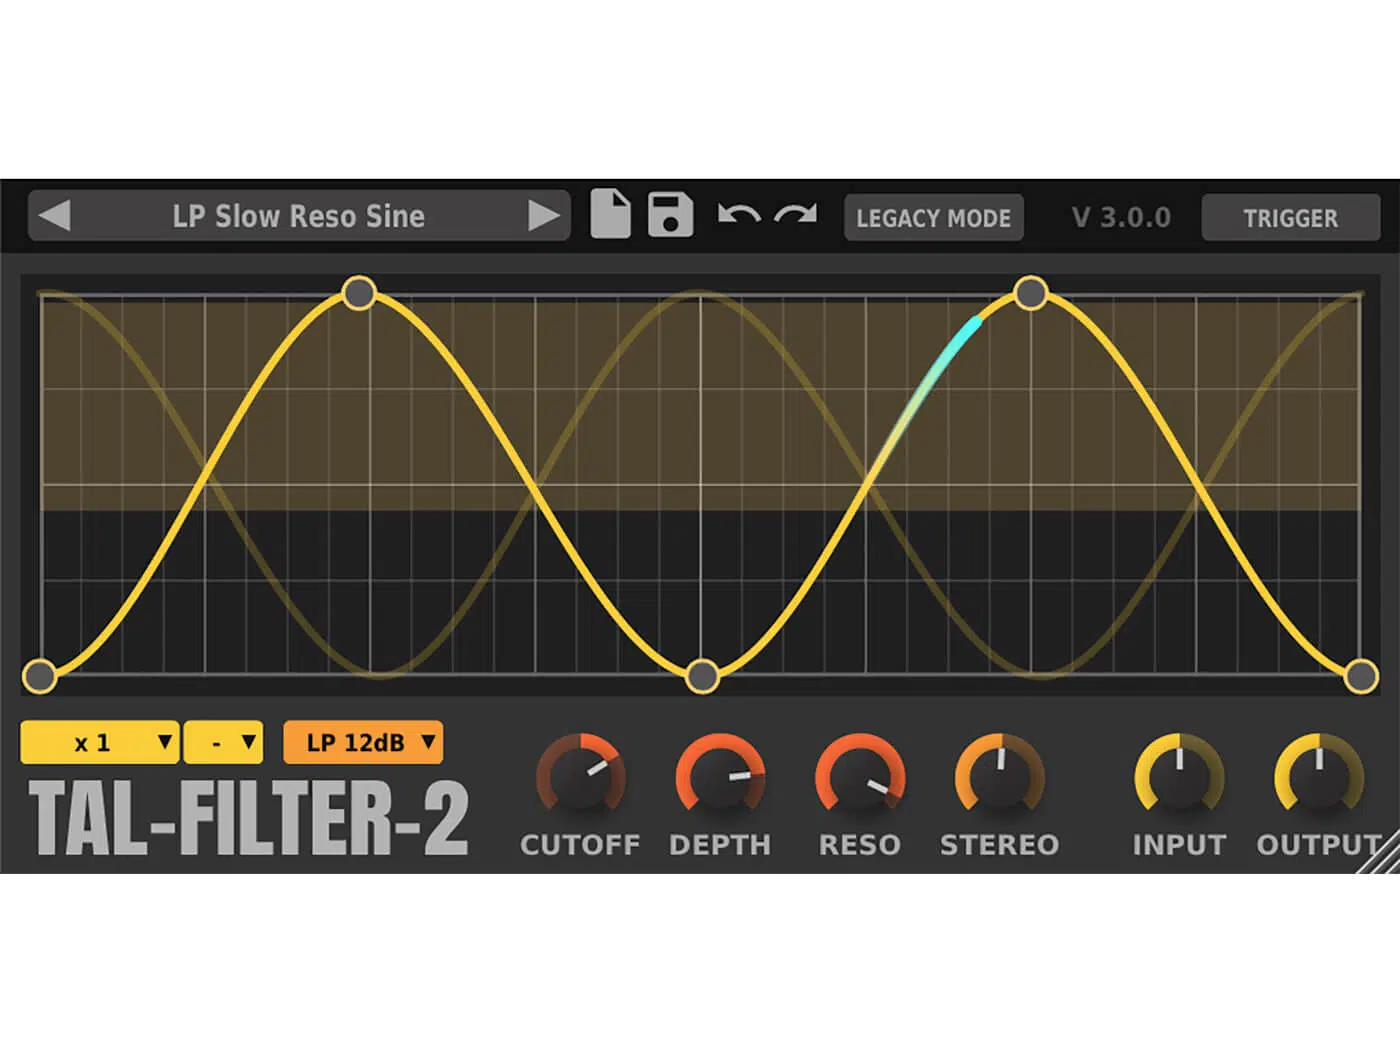 LP Slow Reso Sine
LEGACY MODE
V 3.0.0
TRIGGER
x 1
-
LP 12dB
TAL-FILTER-2
CUTOFF
DEPTH
RESO
STEREO
INPUT
OUTPUT